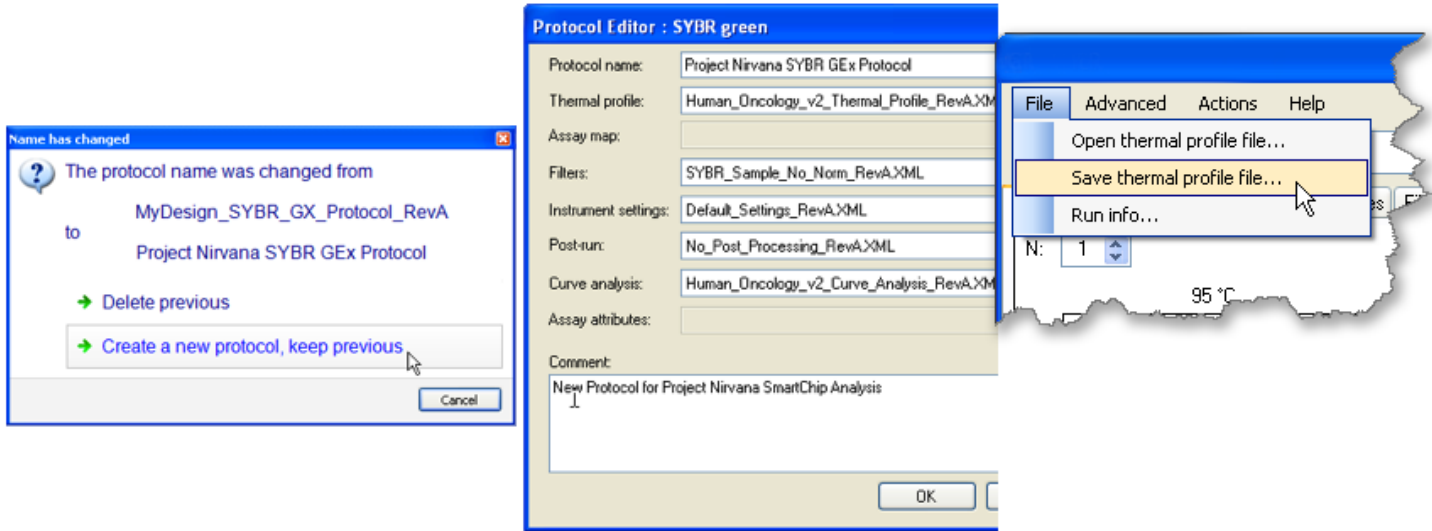 Name has changed
The protocol name was changed from
MyDesign_SYBR_GX_Protocol_RevA
to
Project Nirvana SYBR GEx Protocol
Delete previous
Create a new protocol, keep previous
Cancel
Protocol Editor : SYBR green
Protocol name: Project Nirvana SYBR GEx Protocol
Thermal profile: Human_Oncology_v2_Thermal_Profile_RevA.XM
Assay map:
Filters: SYBR_Sample_No_Norm_RevA.XML
Instrument settings: Default_Settings_RevA.XML
Post-run: No_Post_Processing_RevA.XML
Curve analysis: Human_Oncology_v2_Curve_Analysis_RevA.XM
Assay attributes:
Comment:
New Protocol for Project Nirvana SmartChip Analysis
OK
File Advanced Actions Help
Open thermal profile file...
Save thermal profile file...
Run info...
N: 1
95 °C